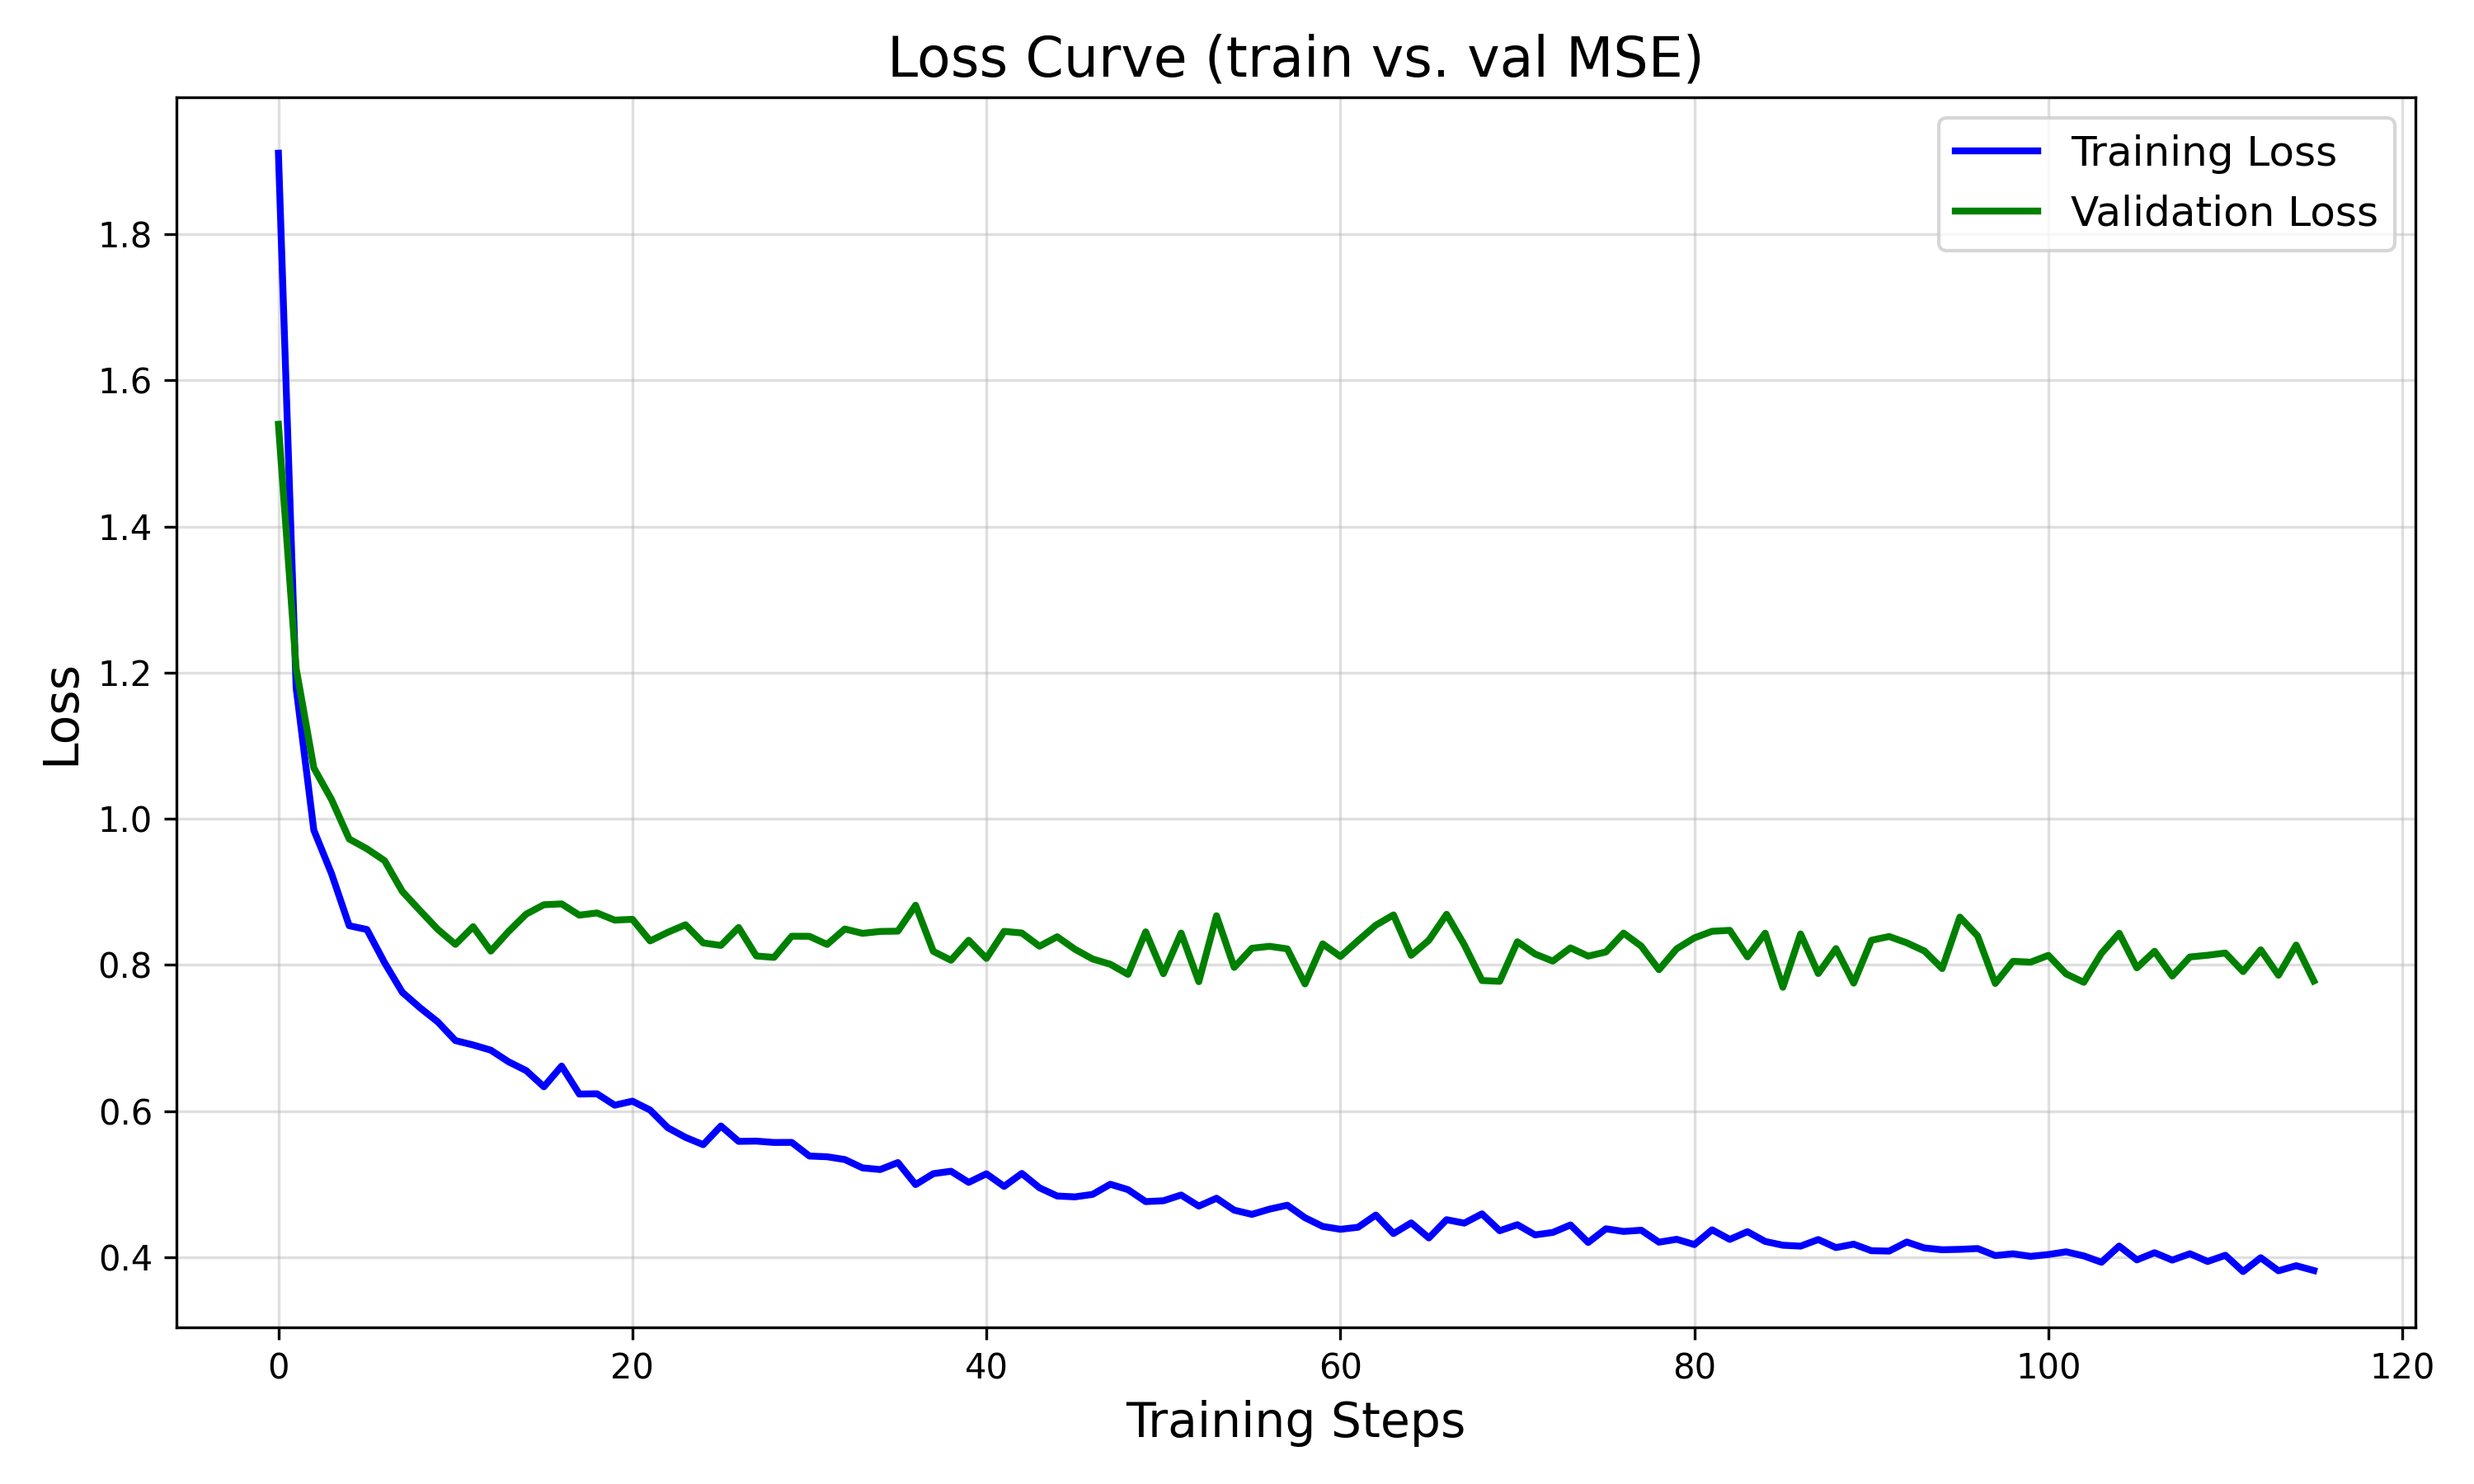 Loss Curve (train vs. val MSE)
Training Loss
Validation Loss
Loss
1.8
1.6
1.4
1.2
1.0
0.8
0.6
0.4
0 20 40 60 80 100 120
Training Steps